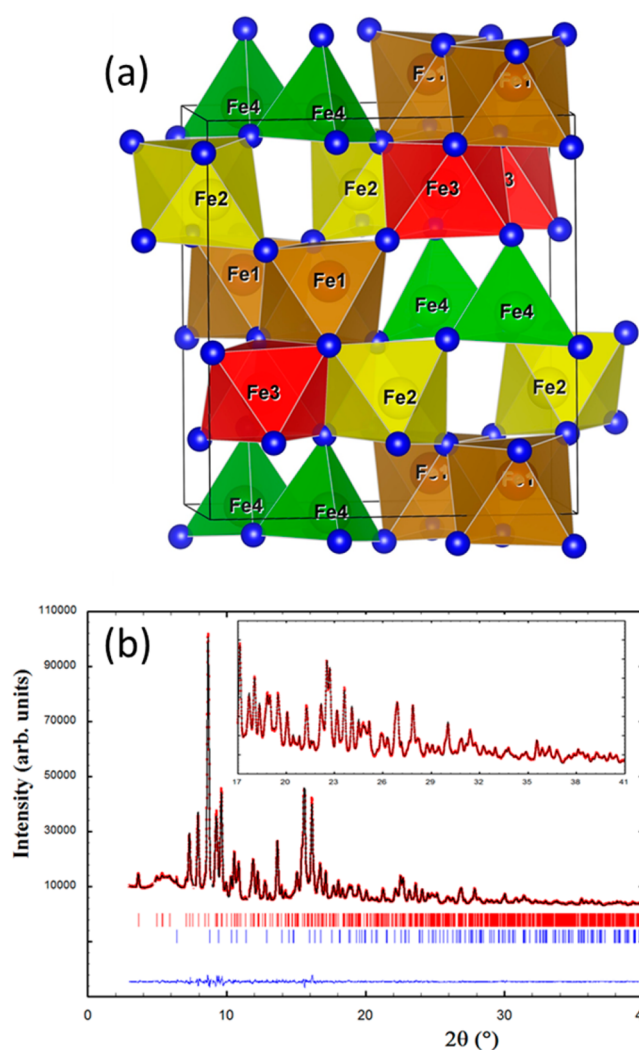 (a)
Fe4 Fe4
Fe2 Fe2 Fe3 3
Fe1 Fe1 Fe4 Fe4
Fe3 Fe2 Fe2
Fe4 Fe4
(b)
Intensity (arb. units)
110000
90000
70000
50000
30000
10000
17 20 23 26 29 32 35 38 41
0 10 20 30 4
2θ (°)